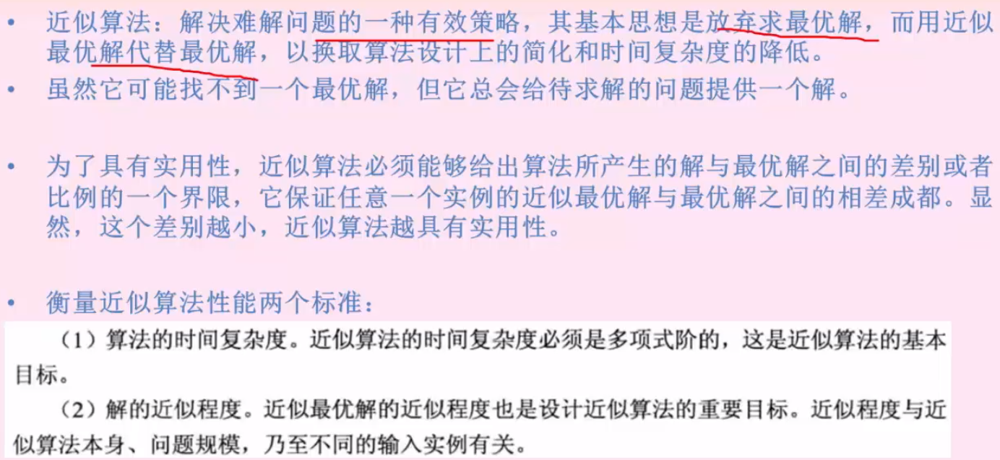 • 近似算法：解决难解问题的一种有效策略，其基本思想是放弃求最优解，而用近似
最优解代替最优解，以换取算法设计上的简化和时间复杂度的降低。
• 虽然它可能找不到一个最优解，但它总会给待求解的问题提供一个解。
• 为了具有实用性，近似算法必须能够给出算法所产生的解与最优解之间的差别或者
比例的一个界限，它保证任意一个实例的近似最优解与最优解之间的相差成都。显
然，这个差别越小，近似算法越具有实用性。
• 衡量近似算法性能两个标准：
（1）算法的时间复杂度。近似算法的时间复杂度必须是多项式阶的，这是近似算法的基本
目标。
（2）解的近似程度。近似最优解的近似程度也是设计近似算法的重要目标。近似程度与近
似算法本身、问题规模，乃至不同的输入实例有关。